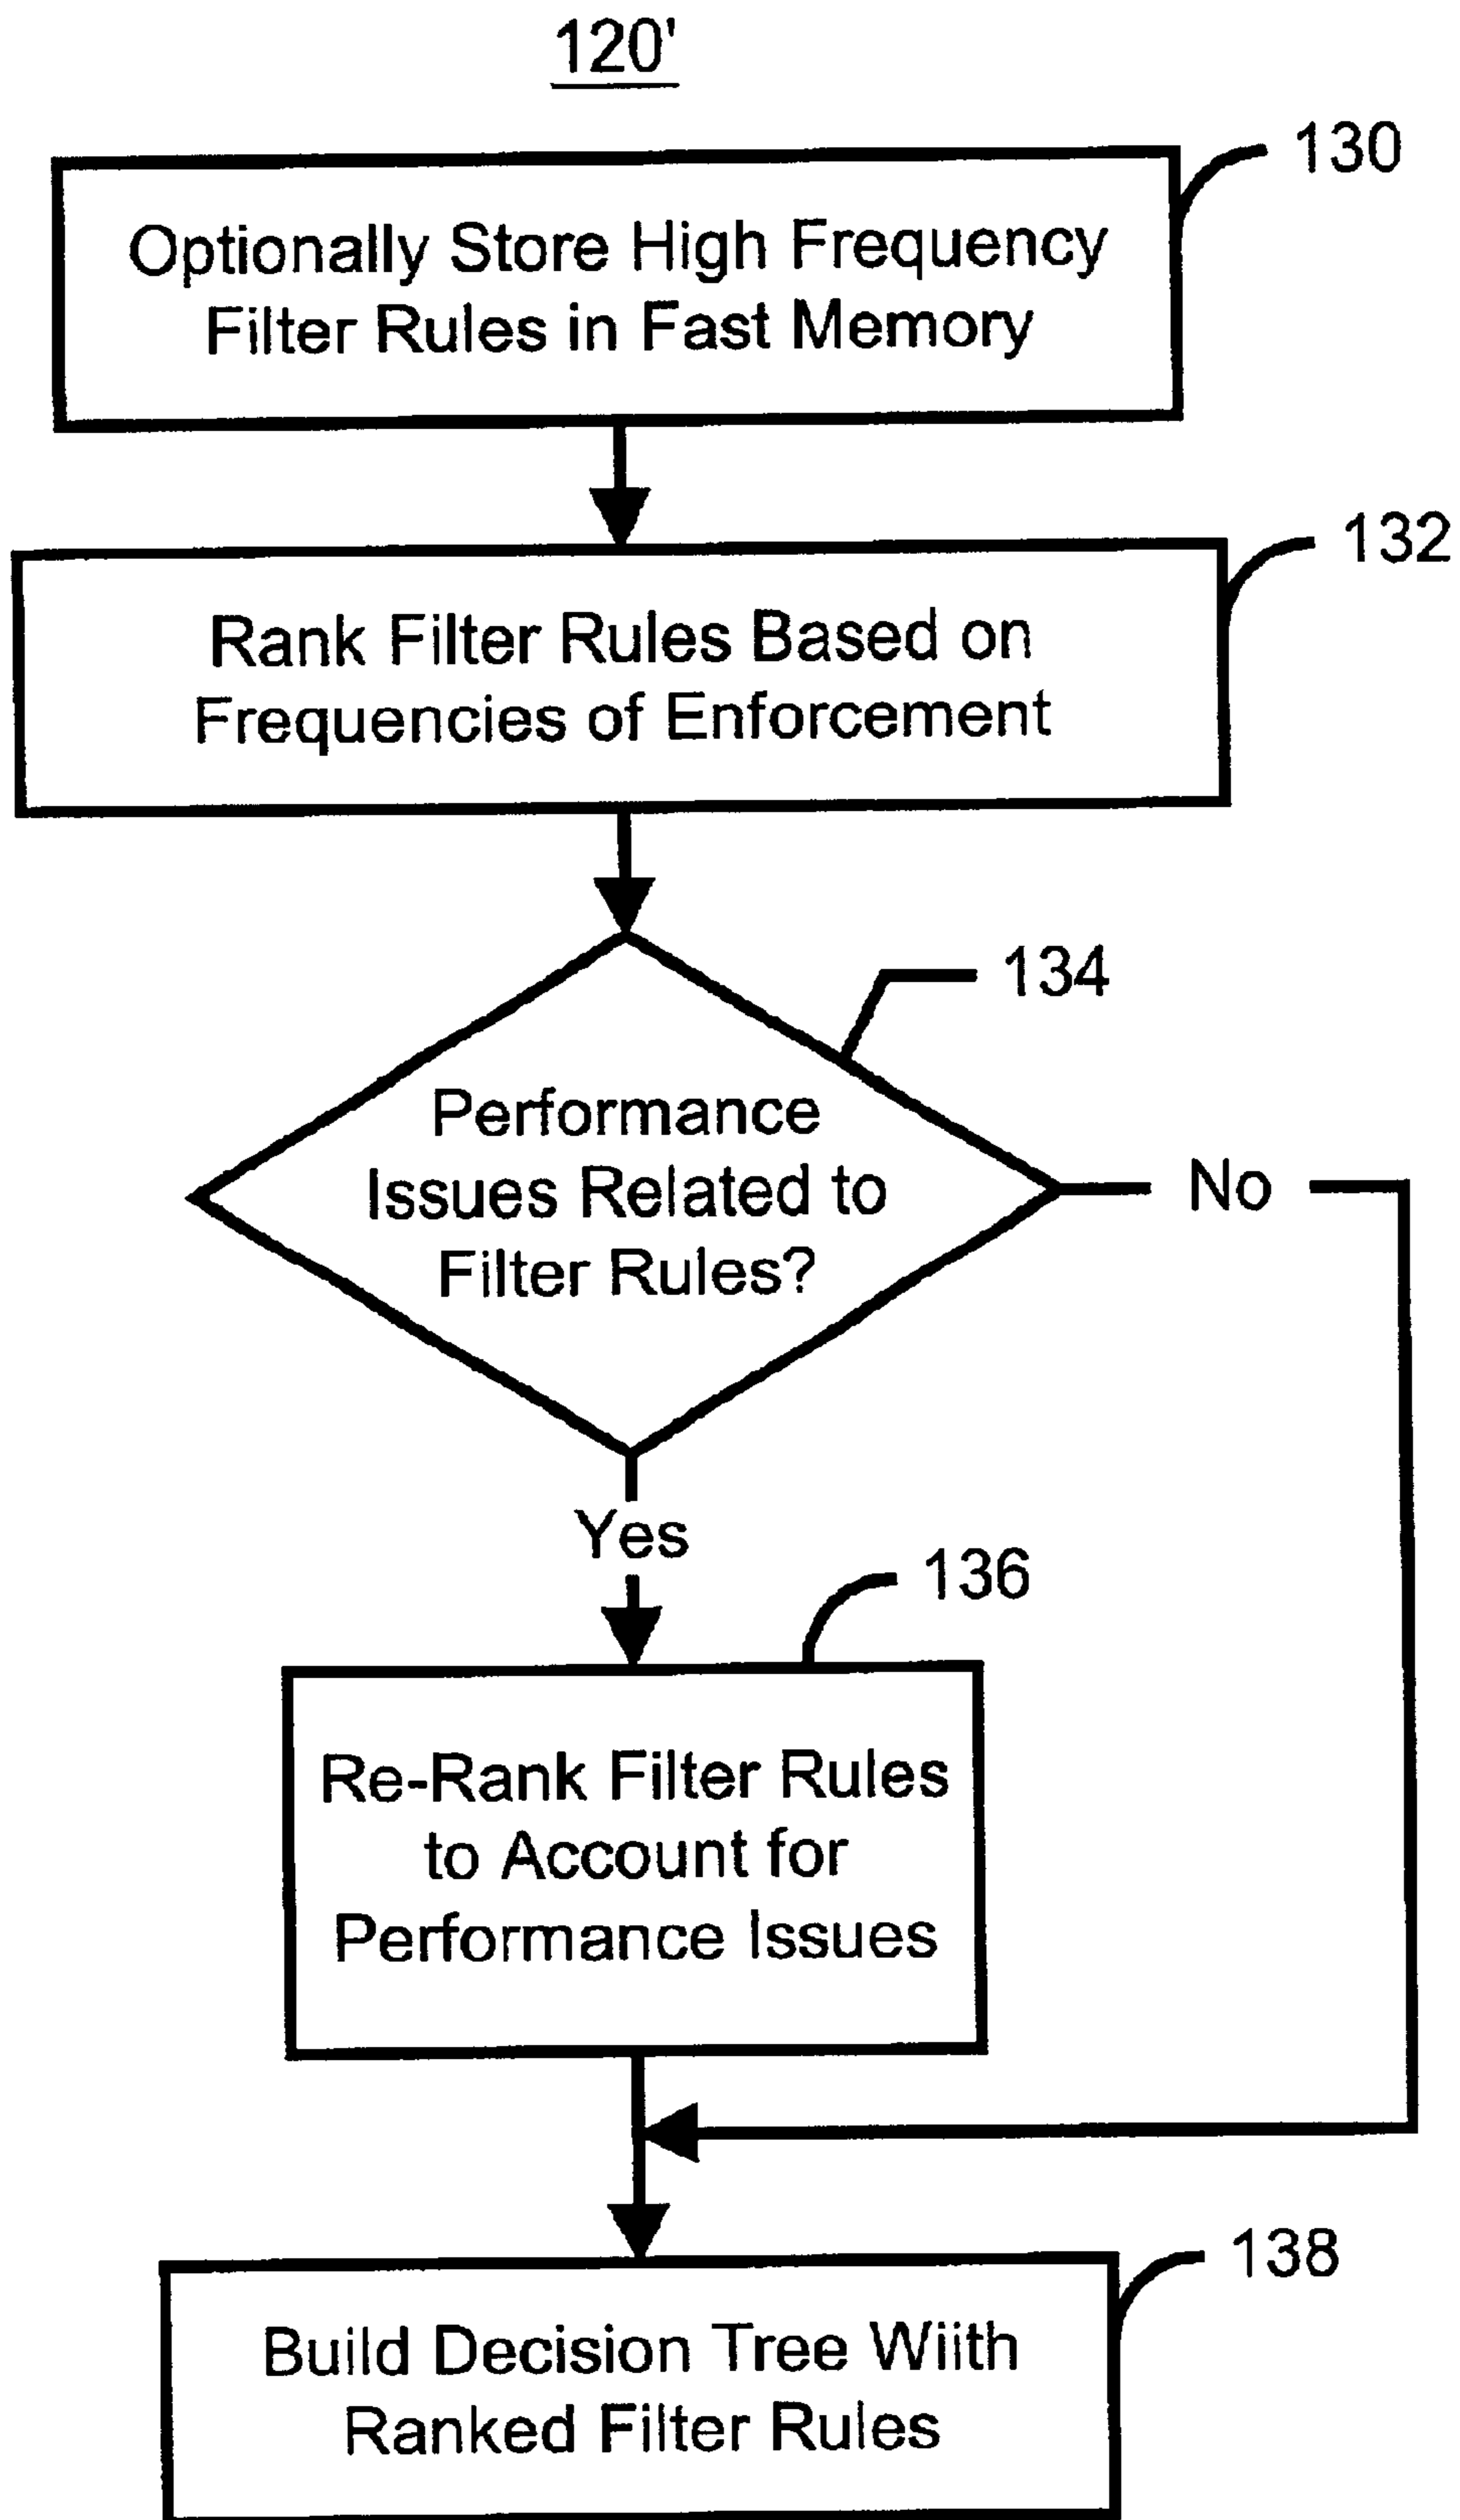 120'
130
Optionally Store High Frequency
Filter Rules in Fast Memory
132
Rank Filter Rules Based on
Frequencies of Enforcement
134
Performance
Issues Related to
Filter Rules?
No
Yes
136
Re-Rank Filter Rules
to Account for
Performance Issues
138
Build Decision Tree Wiith
Ranked Filter Rules